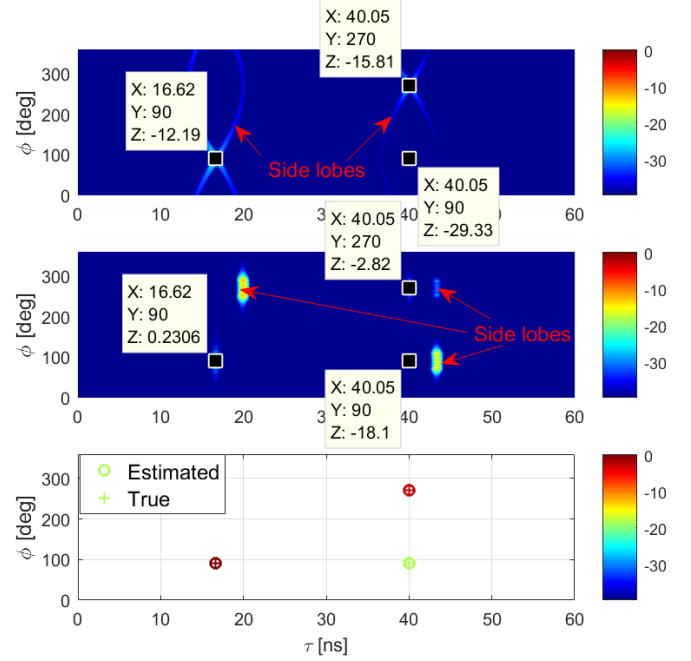 X: 40.05
Y: 270
Z: -15.81
X: 16.62
Y: 90
Z: -12.19
Side lobes
X: 40.05
Y: 90
Z: -29.33
ϕ [deg]
300
200
100
0
0
10
20
30
40
50
60
0
-10
-20
-30
X: 40.05
Y: 270
Z: -2.82
X: 16.62
Y: 90
Z: 0.2306
Side lobes
X: 40.05
Y: 90
Z: -18.1
ϕ [deg]
300
200
100
0
0
10
20
30
40
50
60
0
-10
-20
-30
Estimated
True
ϕ [deg]
300
200
100
0
0
10
20
30
40
50
60
τ [ns]
0
-10
-20
-30